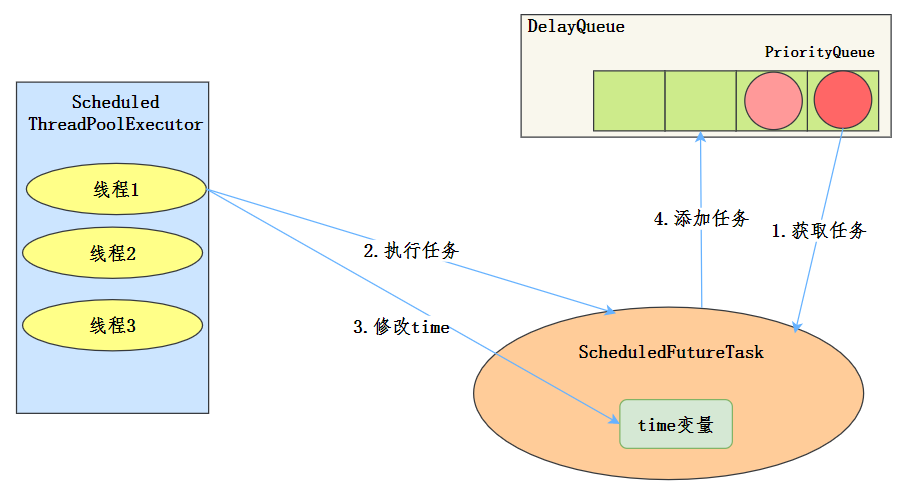 DelayQueue
PriorityQueue
Scheduled
ThreadPoolExecutor
线程1
线程2
线程3
2.执行任务
3.修改time
4.添加任务
1.获取任务
ScheduledFutureTask
time变量